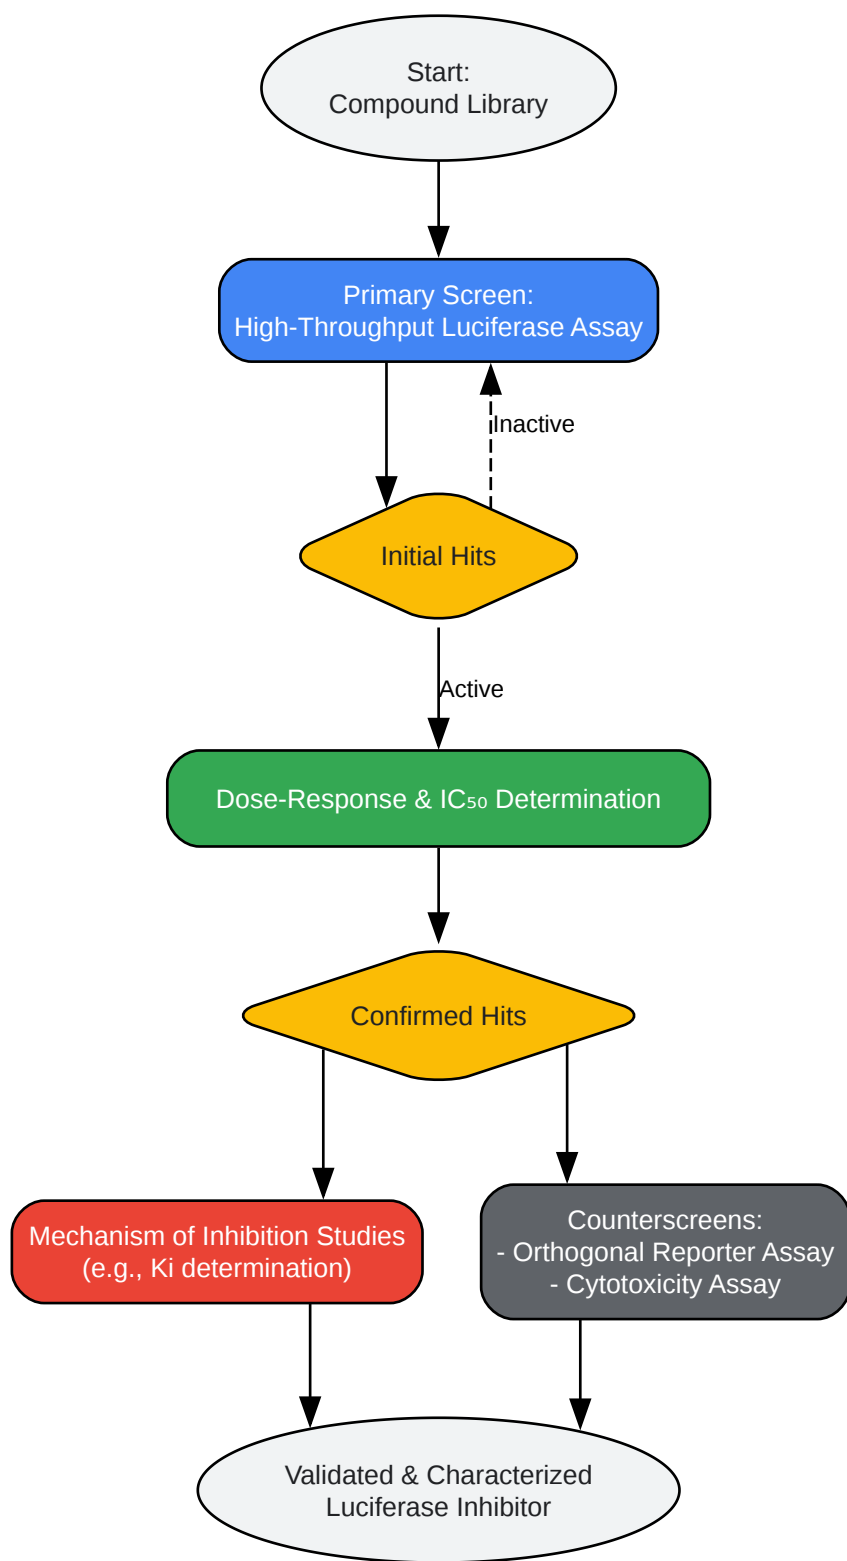 Start:
Compound Library
Primary Screen:
High-Throughput Luciferase Assay
Inactive
Initial Hits
Active
Dose-Response & IC₅₀ Determination
Confirmed Hits
Mechanism of Inhibition Studies
(e.g., Ki determination)
Counterscreens:
- Orthogonal Reporter Assay
- Cytotoxicity Assay
Validated & Characterized
Luciferase Inhibitor